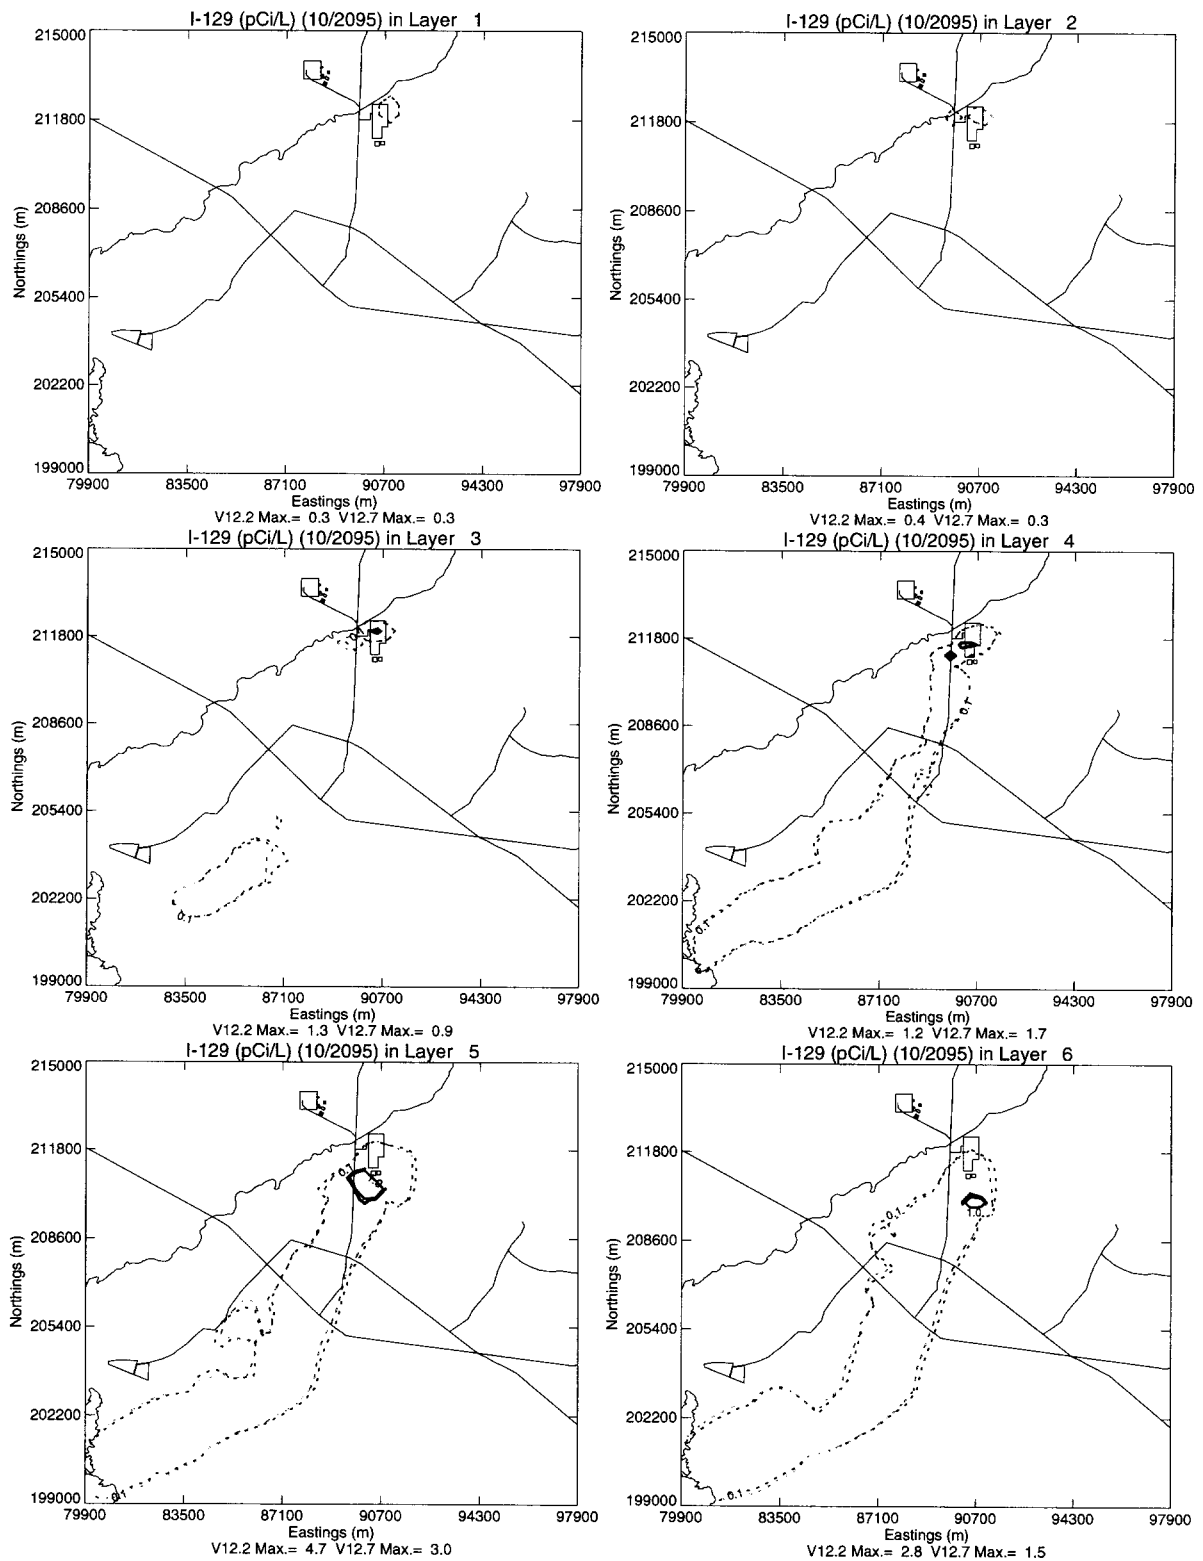 I-129 (pCi/L) (10/2095) in Layer 1
215000
211800
208600
205400
202200
199000
Northings (m)
79900 83500 87100 90700 94300 97900
Eastings (m)
V12.2 Max.= 0.3 V12.7 Max.= 0.3
I-129 (pCi/L) (10/2095) in Layer 2
215000
211800
208600
205400
202200
199000
Northings (m)
79900 83500 87100 90700 94300 97900
Eastings (m)
V12.2 Max.= 0.4 V12.7 Max.= 0.3
I-129 (pCi/L) (10/2095) in Layer 3
215000
211800
208600
205400
202200
199000
Northings (m)
0.1
79900 83500 87100 90700 94300 97900
Eastings (m)
V12.2 Max.= 1.3 V12.7 Max.= 0.9
I-129 (pCi/L) (10/2095) in Layer 4
215000
211800
208600
205400
202200
199000
Northings (m)
0.1
0.1
79900 83500 87100 90700 94300 97900
Eastings (m)
V12.2 Max.= 1.2 V12.7 Max.= 1.7
I-129 (pCi/L) (10/2095) in Layer 5
215000
211800
208600
205400
202200
199000
Northings (m)
0.1
0.1
79900 83500 87100 90700 94300 97900
Eastings (m)
V12.2 Max.= 4.7 V12.7 Max.= 3.0
I-129 (pCi/L) (10/2095) in Layer 6
215000
211800
208600
205400
202200
199000
Northings (m)
0.1
1.0
0.1
79900 83500 87100 90700 94300 97900
Eastings (m)
V12.2 Max.= 2.8 V12.7 Max.= 1.5